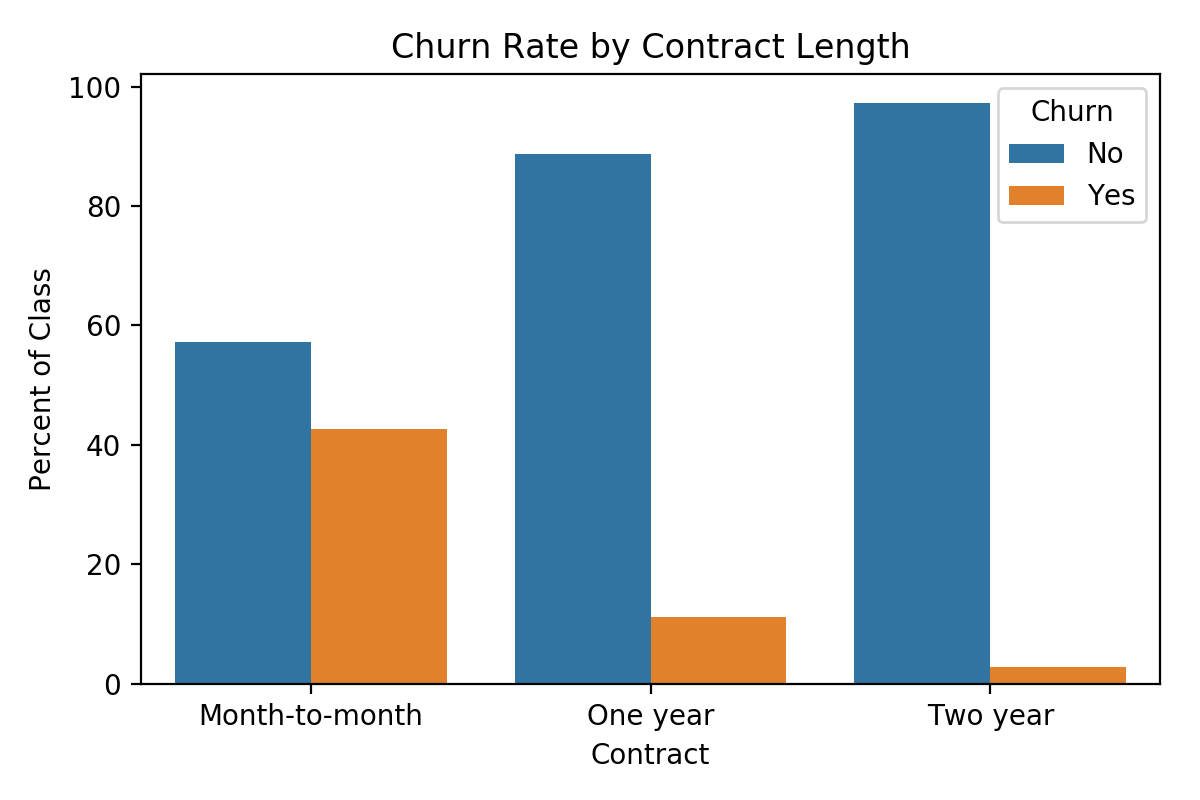 Churn Rate by Contract Length
Churn
No
Yes
Percent of Class
100
80
60
40
20
0
Month-to-month
One year
Two year
Contract